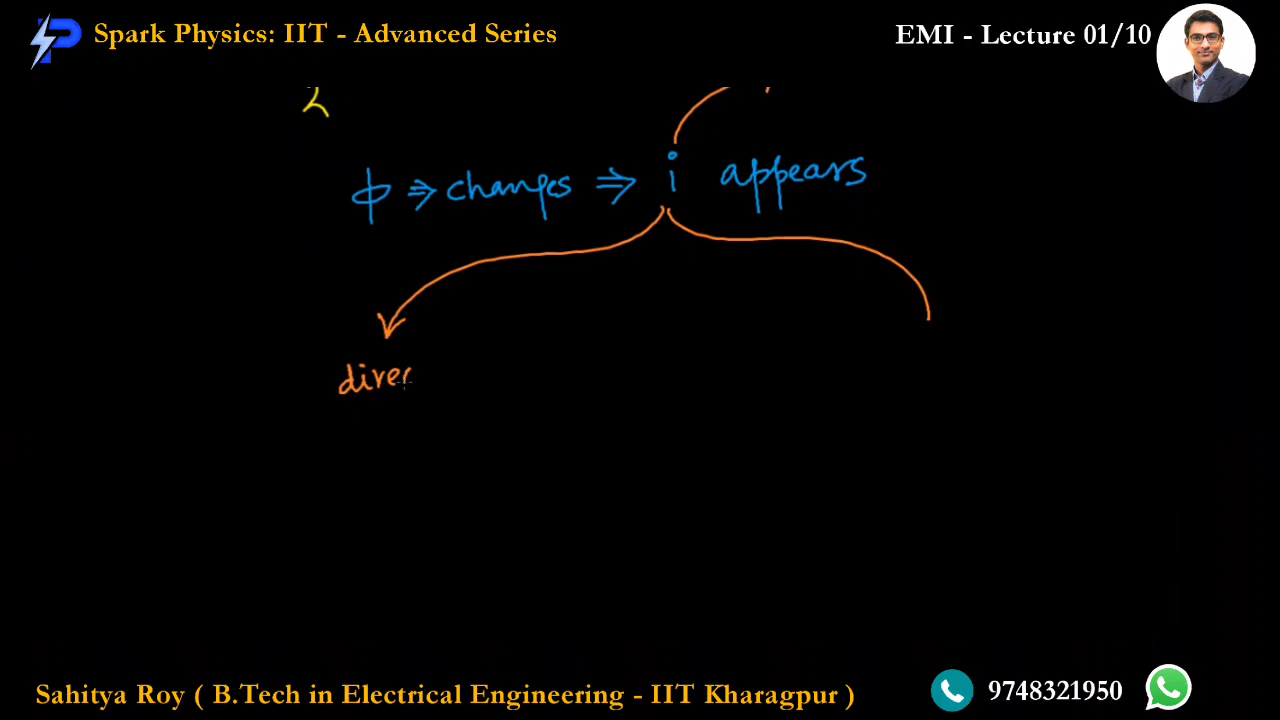 Spark Physics: IIT - Advanced Series
EMI - Lecture 01/10
ϕ ⇒ changes ⇒ i appears
direc
Sahitya Roy ( B.Tech in Electrical Engineering - IIT Kharagpur )
9748321950